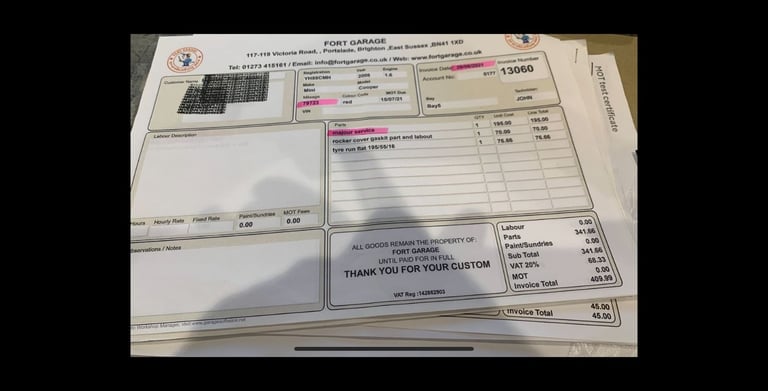 FORT GARAGE
117-119 Victoria Road, , Portslade, Brighton ,East Sussex ,BN41 1XD
Tel: 01273 415161 / Email: info@fortgarage.co.uk / Web: www.fortgarage.co.uk
Customer Name
Registration Year Engine
2008 1.6
Make Model
Mini Cooper
Mileage Colour Code MOT Due
79733 red 10/07/21
VIN
Invoice Date
Invoice Number
13060
Account No: 0177
Bay
Bay5
Technician
JOHN
MOT test certificate
Labour Description
Parts QTY Unit Cost Line Total
majour service 1 195.00 195.00
rocker cover gaskit part and labout 1 70.00 70.00
tyre run flat 195/55/16 1 76.66 76.66
Hours Hourly Rate Fixed Rate Paint/Sundries MOT Fees
0.00 0.00
Observations / Notes
ALL GOODS REMAIN THE PROPERTY OF:
FORT GARAGE
UNTIL PAID FOR IN FULL
THANK YOU FOR YOUR CUSTOM
VAT Reg :142882903
Labour 0.00
Parts 341.66
Paint/Sundries 0.00
Sub Total 341.66
VAT 20% 68.33
MOT 0.00
Invoice Total 409.99
45.00
Invoice Total 45.00